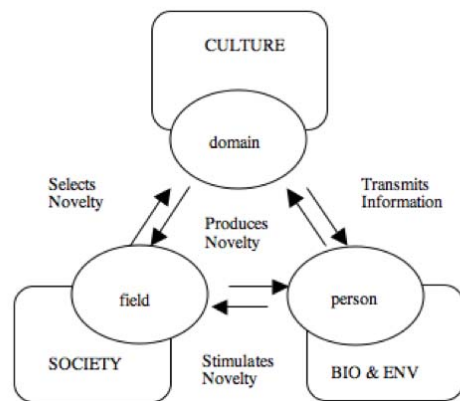 CULTURE
domain
Selects
Novelty
Transmits
Information
Produces
Novelty
field
person
SOCIETY
Stimulates
Novelty
BIO & ENV